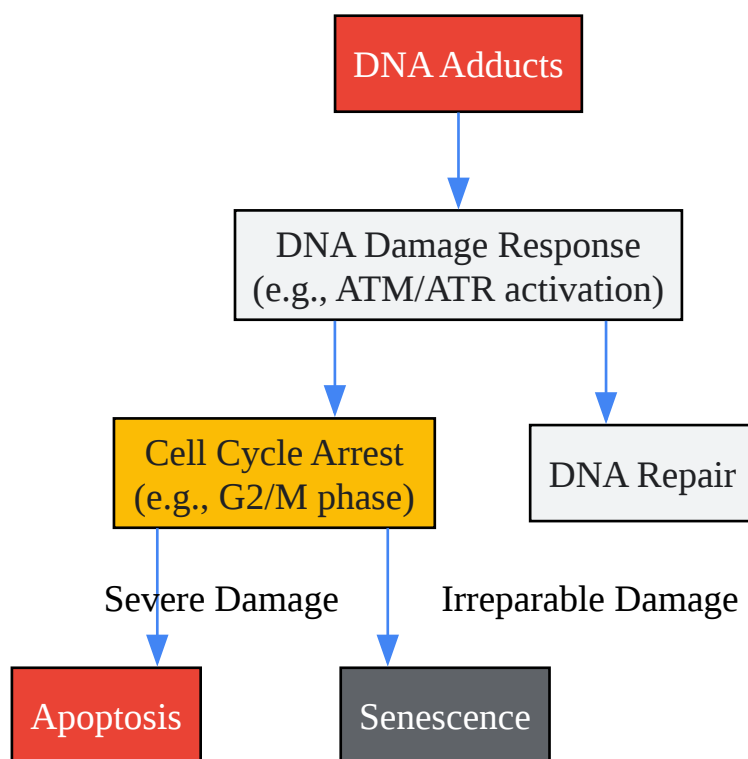 DNA Adducts
DNA Damage Response
(e.g., ATM/ATR activation)
Cell Cycle Arrest
(e.g., G2/M phase)
DNA Repair
Severe Damage
Irreparable Damage
Apoptosis
Senescence